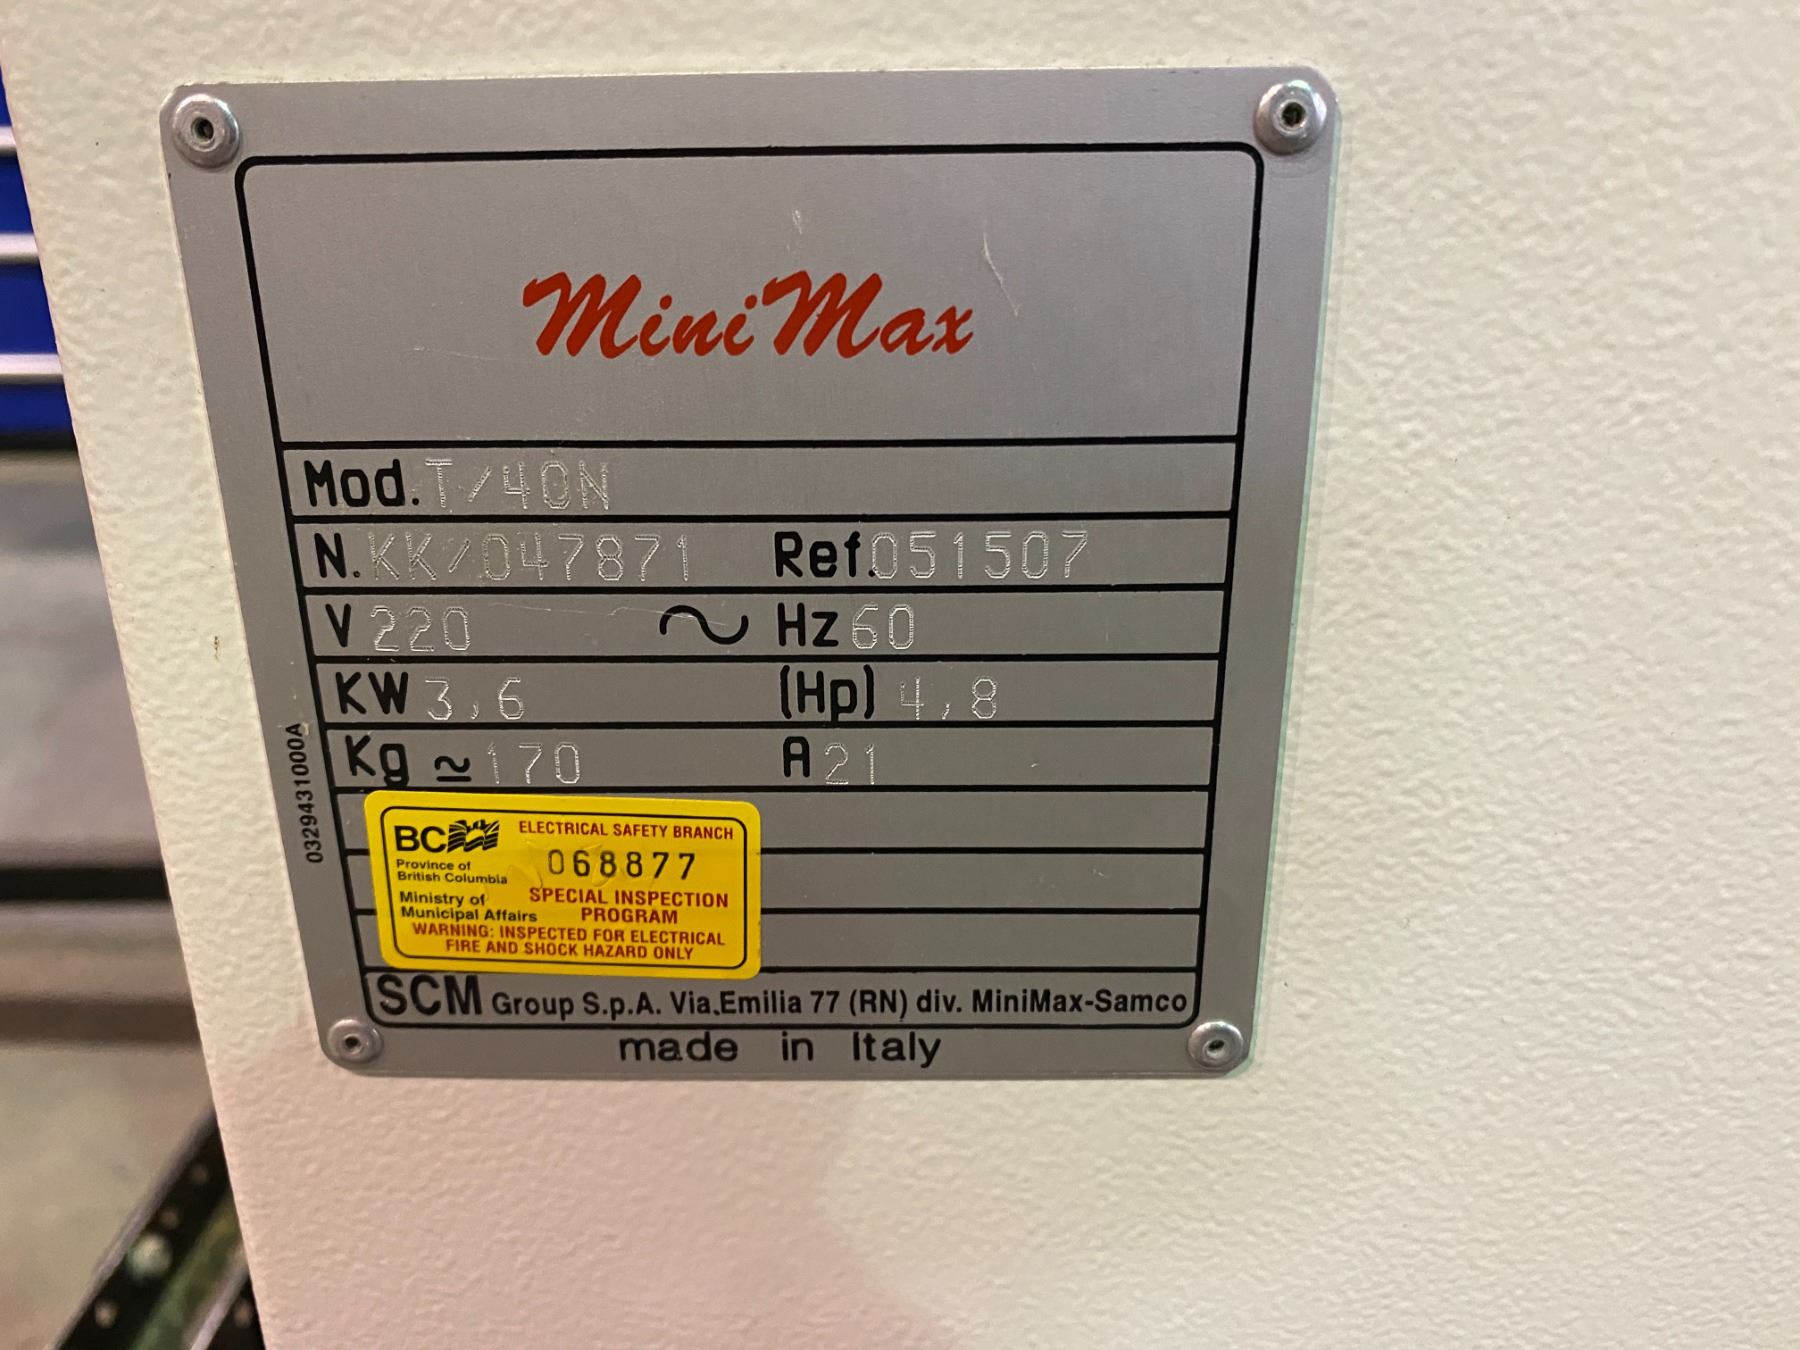 MiniMax
Mod. T/40N
N. KK/047871 Ref. 051507
V 220 ~ Hz 60
KW 3,6 (Hp) 4,8
Kg ≃ 170 A 21
0329431000A
BC ELECTRICAL SAFETY BRANCH
Province of
British Columbia
068877
Ministry of
Municipal Affairs
SPECIAL INSPECTION
PROGRAM
WARNING: INSPECTED FOR ELECTRICAL
FIRE AND SHOCK HAZARD ONLY
SCM Group S.p.A. Via.Emilia 77 (RN) div. MiniMax-Samco
made in Italy